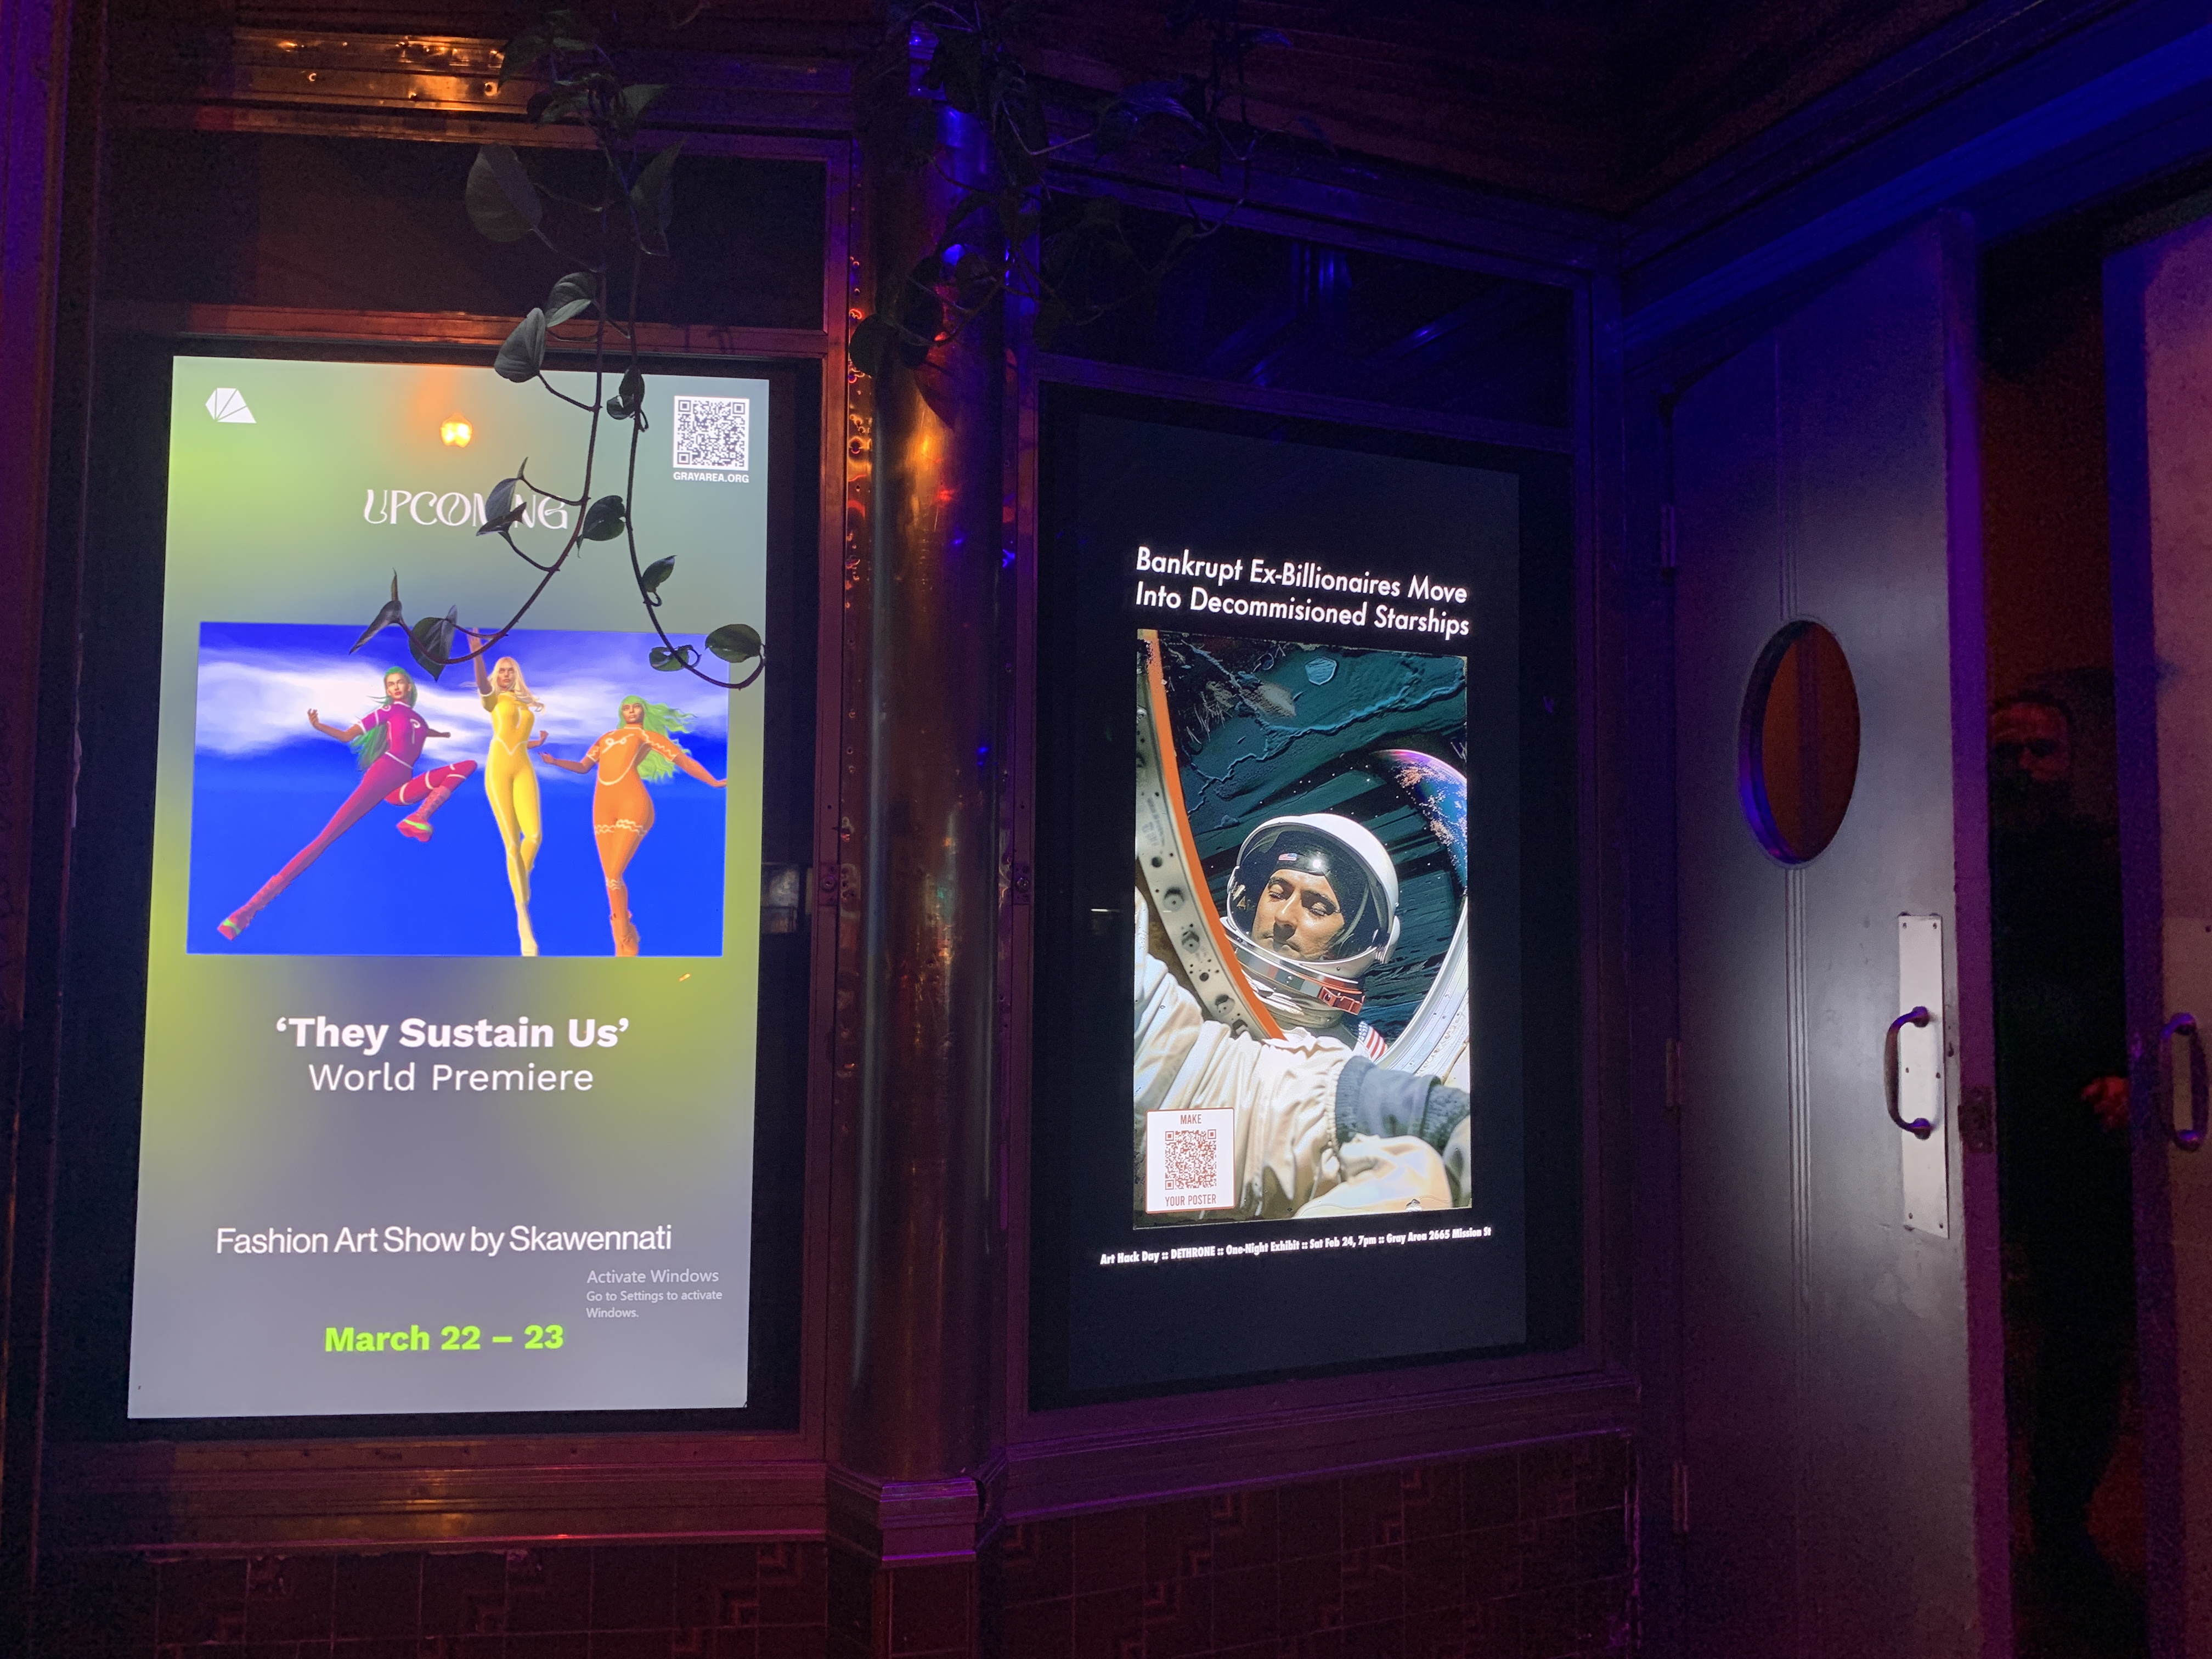 GRAYAREA.ORG
UPCOMING
'They Sustain Us'
World Premiere
Fashion Art Show by Skawennati
Activate Windows
Go to Settings to activate
Windows.
March 22 – 23
Bankrupt Ex-Billionaires Move
Into Decommisioned Starships
MAKE
YOUR POSTER
Art Hack Day :: DETHRONE :: One-Night Exhibit :: Sat Feb 24, 7pm :: Gray Area 2665 Mission St